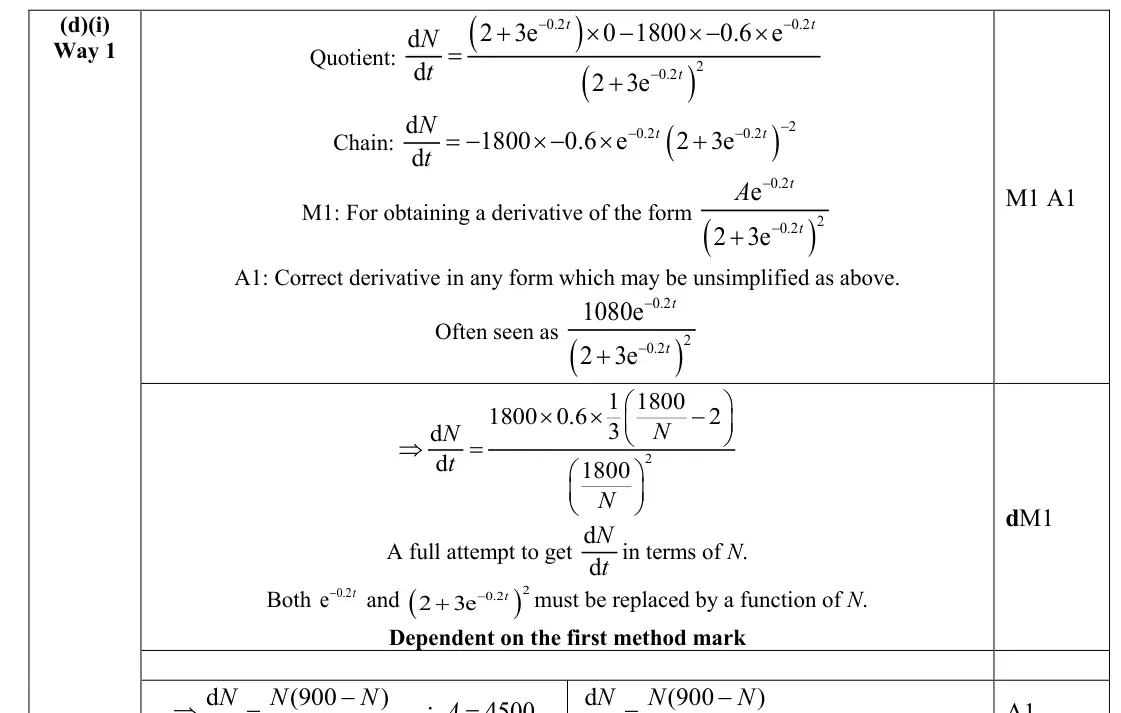 (d)(i)
Way 1
Quotient: dN/dt = ((2 + 3e^{−0.2t}) × 0 − 1800 × −0.6 × e^{−0.2t}) / (2 + 3e^{−0.2t})^2
Chain: dN/dt = −1800 × −0.6 × e^{−0.2t} (2 + 3e^{−0.2t})^{−2}
M1: For obtaining a derivative of the form Ae^{−0.2t} / (2 + 3e^{−0.2t})^2
M1 A1
A1: Correct derivative in any form which may be unsimplified as above.
Often seen as 1080e^{−0.2t} / (2 + 3e^{−0.2t})^2
⇒ dN/dt = (1800 × 0.6 × 1/3 (1800/N − 2)) / (1800/N)^2
dM1
A full attempt to get dN/dt in terms of N.
Both e^{−0.2t} and (2 + 3e^{−0.2t})^2 must be replaced by a function of N.
Dependent on the first method mark
⇒ dN/dt = N(900 − N)
dN/dt = N(900 − N)